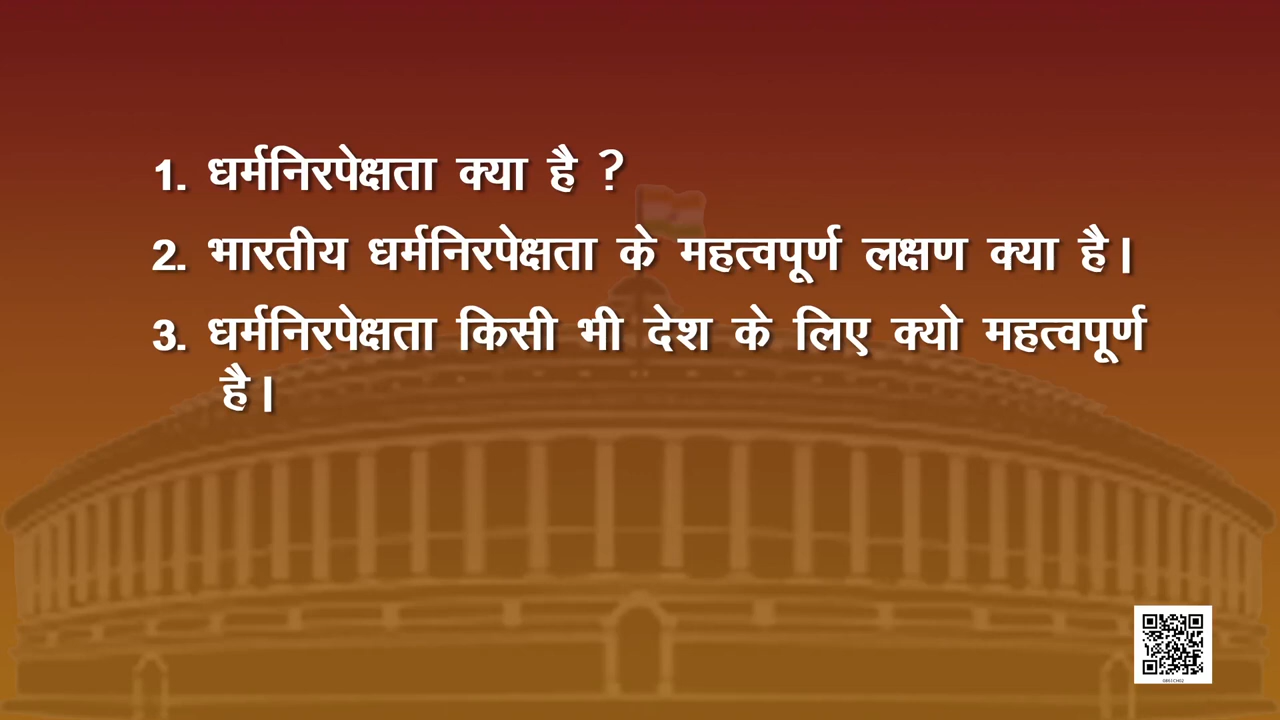 1. धर्मनिरपेक्षता क्या है ?
2. भारतीय धर्मनिरपेक्षता के महत्वपूर्ण लक्षण क्या है।
3. धर्मनिरपेक्षता किसी भी देश के लिए क्यो महत्वपूर्ण
है।